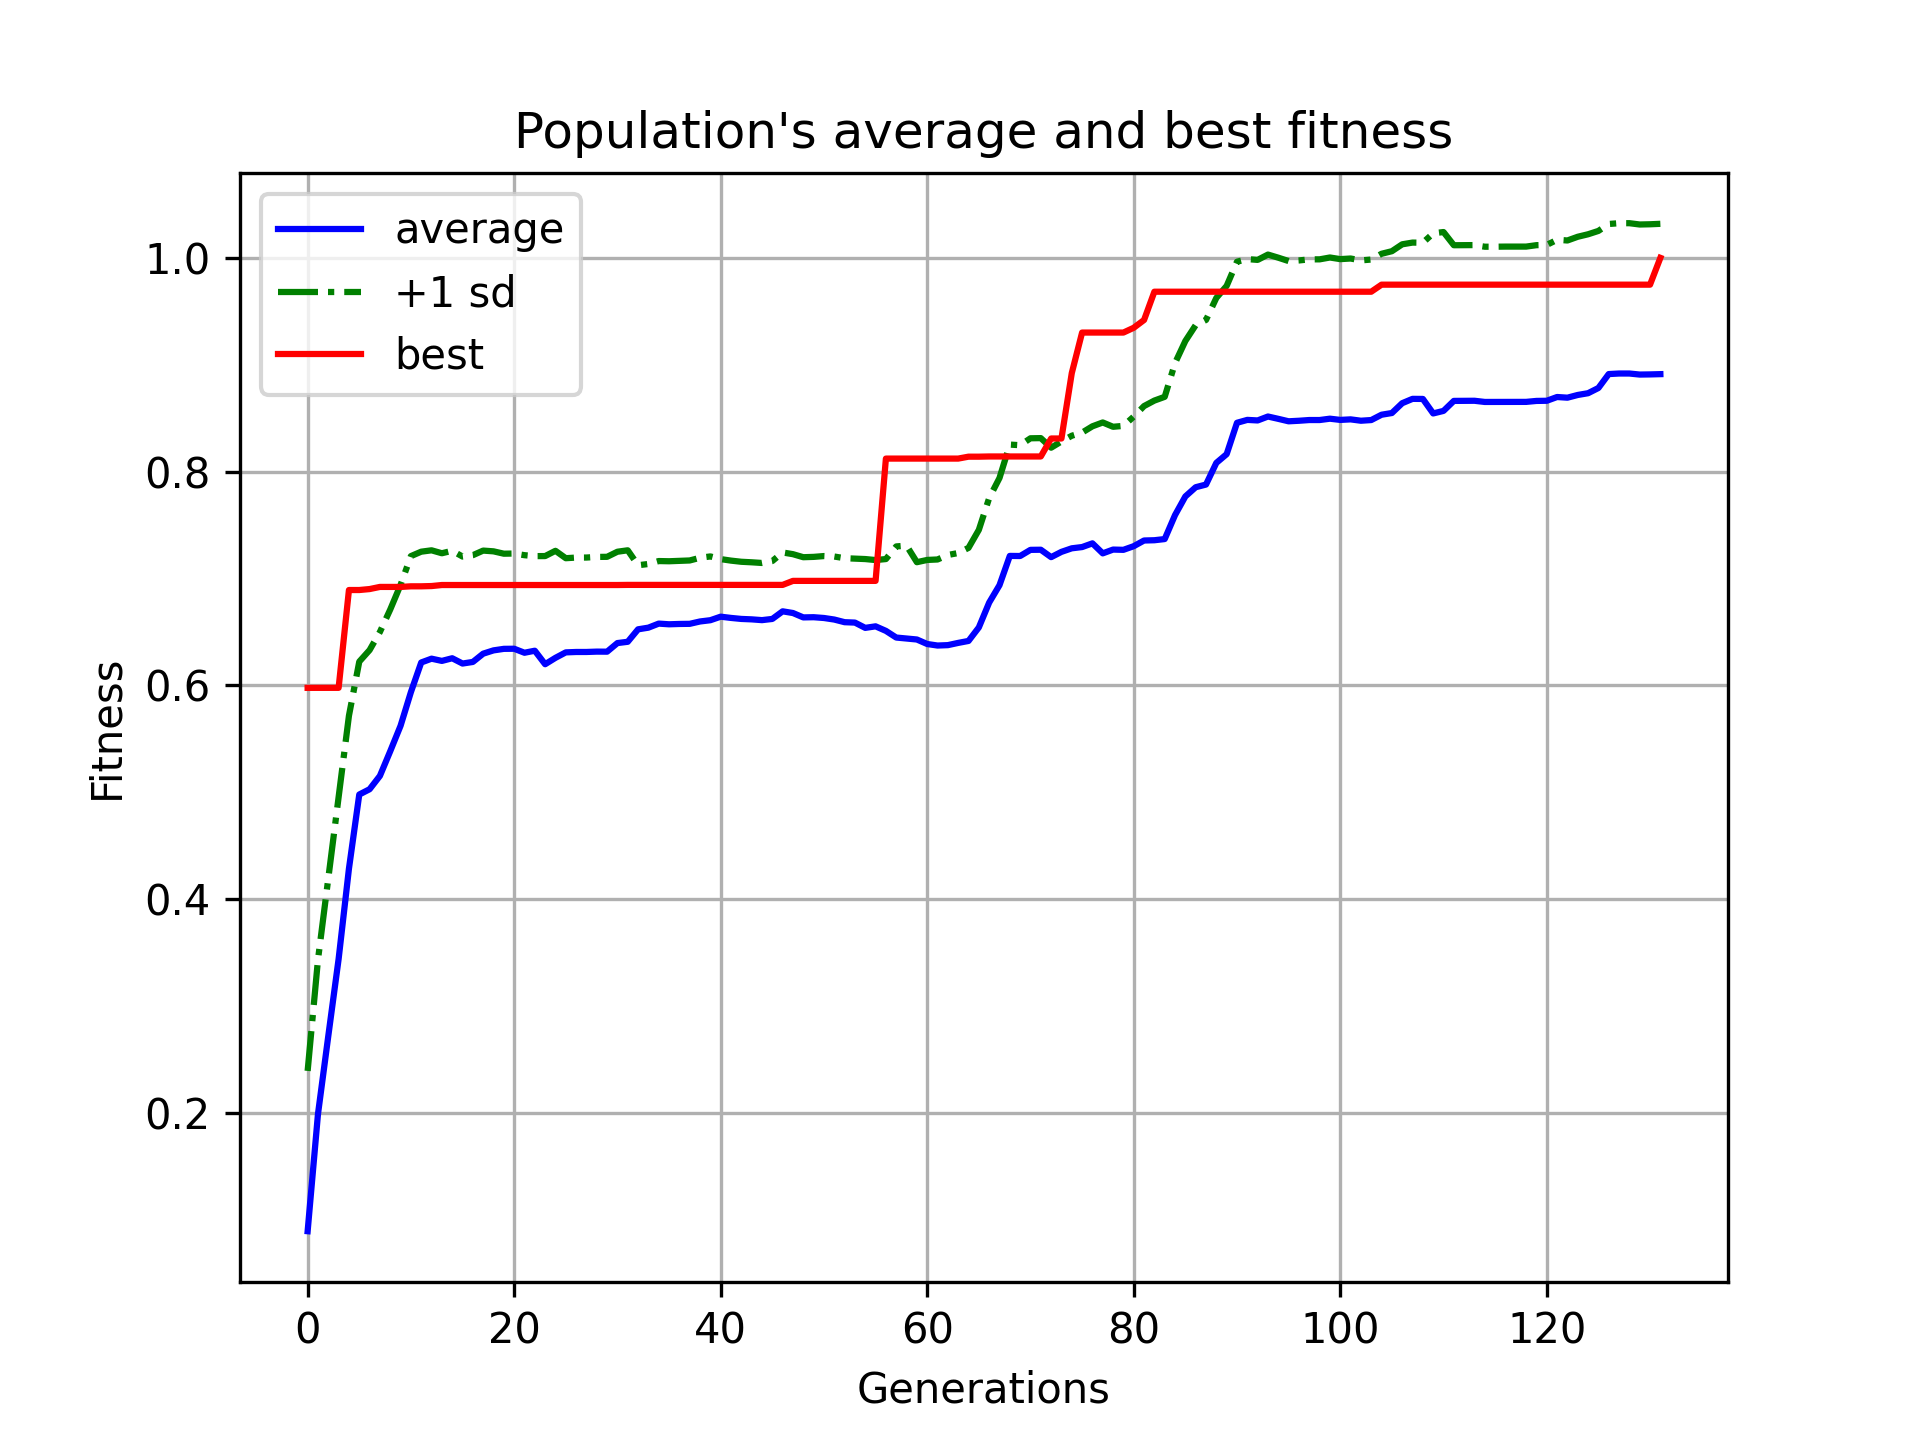 Population's average and best fitness
average
+1 sd
best
1.0
0.8
0.6
0.4
0.2
Fitness
0 20 40 60 80 100 120
Generations